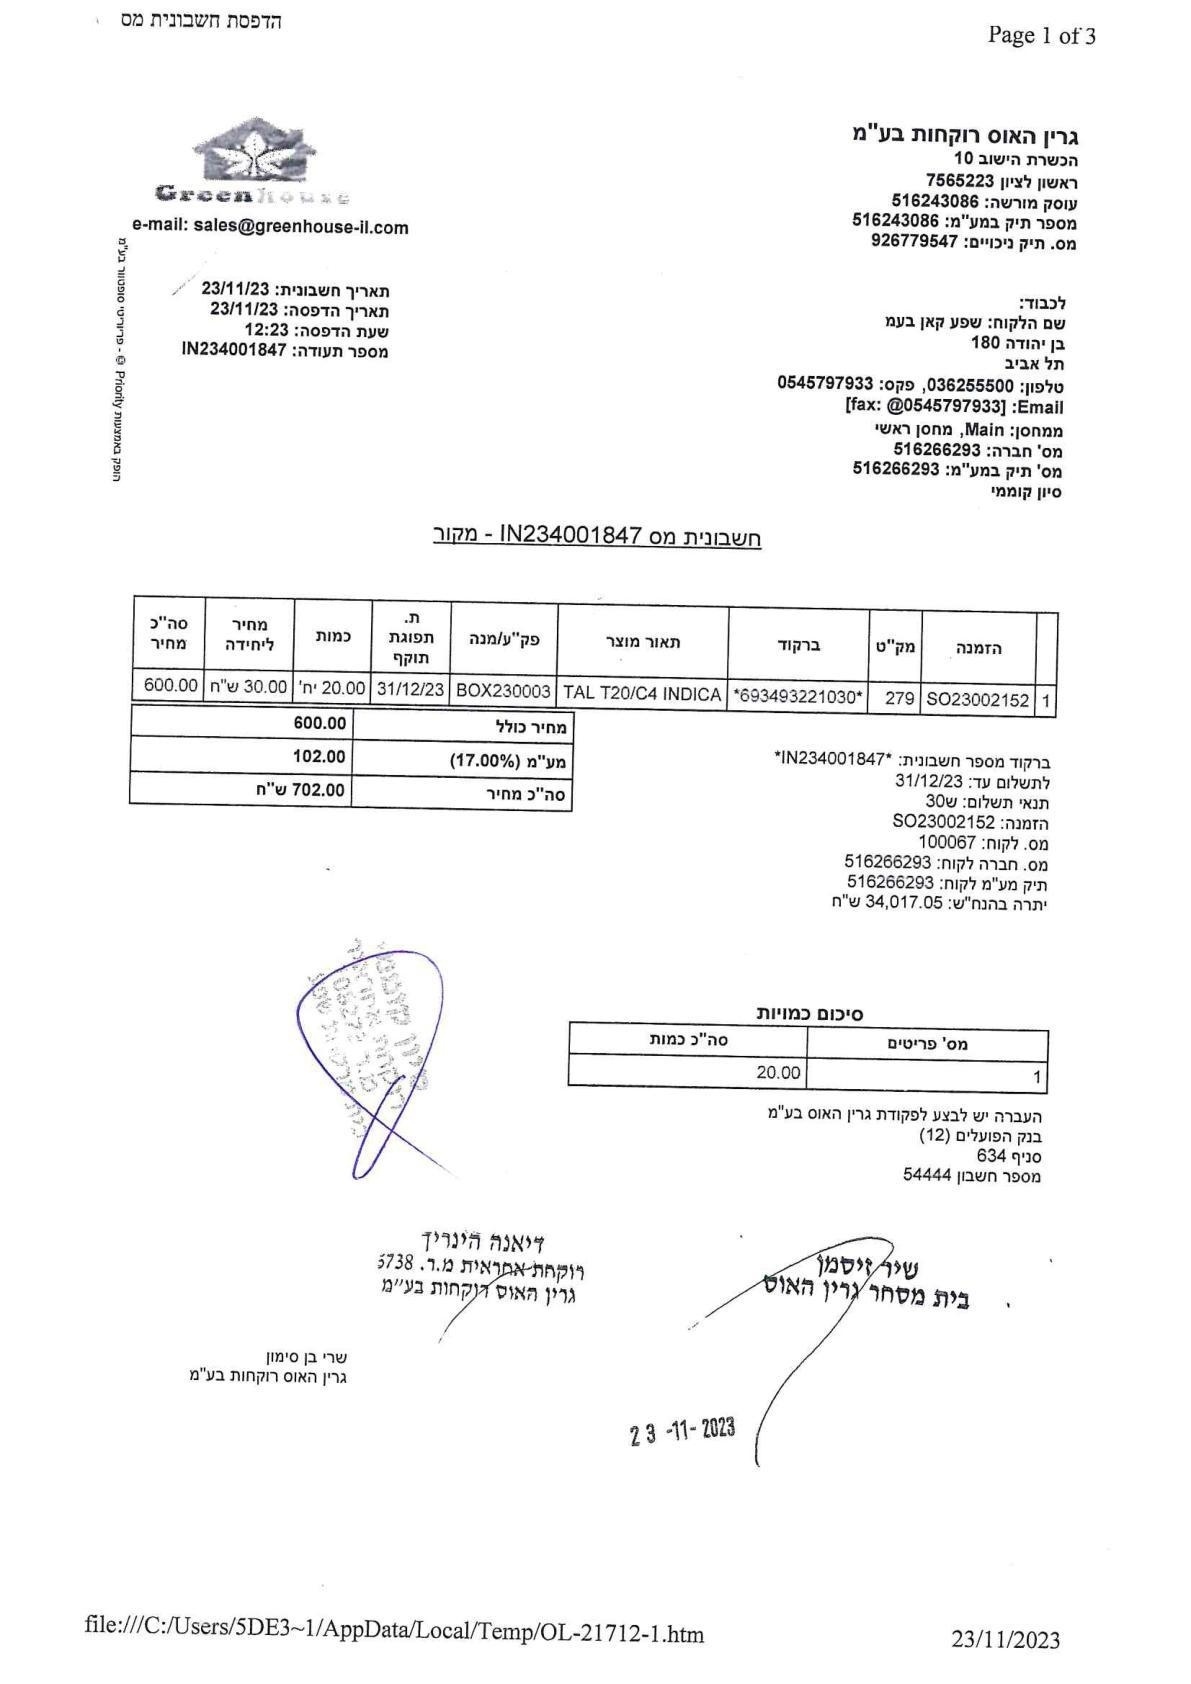 הדפסת חשבונית מס
Page 1 of 3
גרין האוס רוקחות בע"מ
הכשרת הישוב 10
ראשון לציון 7565223
עוסק מורשה: 516243086
מספר תיק במע"מ: 516243086
מס. תיק ניכויים: 926779547
Greenhouse
e-mail: sales@greenhouse-il.com
תאריך חשבונית: 23/11/23
תאריך הדפסה: 23/11/23
שעת הדפסה: 12:23
מספר תעודה: IN234001847
הופק באמצעות Priority © - פריוריטי סופטוור בע"מ
לכבוד:
שם הלקוח: שפע קאן בעמ
בן יהודה 180
תל אביב
טלפון: 036255500, פקס: 0545797933
Email: [fax: @0545797933]
ממחסן: Main, מחסן ראשי
מס' חברה: 516266293
מס' תיק במע"מ: 516266293
סיון קוממי
חשבונית מס IN234001847 - מקור
הזמנה מק"ט ברקוד תאור מוצר פק"ע/מנה ת. תפוגת תוקף כמות מחיר ליחידה סה"כ מחיר
1 SO23002152 279 *693493221030* TAL T20/C4 INDICA BOX230003 31/12/23 20.00 יח' 30.00 ש"ח 600.00
מחיר כולל 600.00
מע"מ (17.00%) 102.00
סה"כ מחיר 702.00 ש"ח
ברקוד מספר חשבונית: *IN234001847*
לתשלום עד: 31/12/23
תנאי תשלום: ש30
הזמנה: SO23002152
מס. לקוח: 100067
מס. חברה לקוח: 516266293
תיק מע"מ לקוח: 516266293
יתרה בהנח"ש: 34,017.05 ש"ח
סיכום כמויות
מס' פריטים סה"כ כמות
1 20.00
העברה יש לבצע לפקודת גרין האוס בע"מ
בנק הפועלים (12)
סניף 634
מספר חשבון 54444
דיאנה הינריך
רוקחת אחראית מ.ר. 5738
גרין האוס רוקחות בע"מ
שיר זיסמן
בית מסחר גרין האוס
שרי בן סימון
גרין האוס רוקחות בע"מ
23 -11- 2023
file:///C:/Users/5DE3~1/AppData/Local/Temp/OL-21712-1.htm
23/11/2023